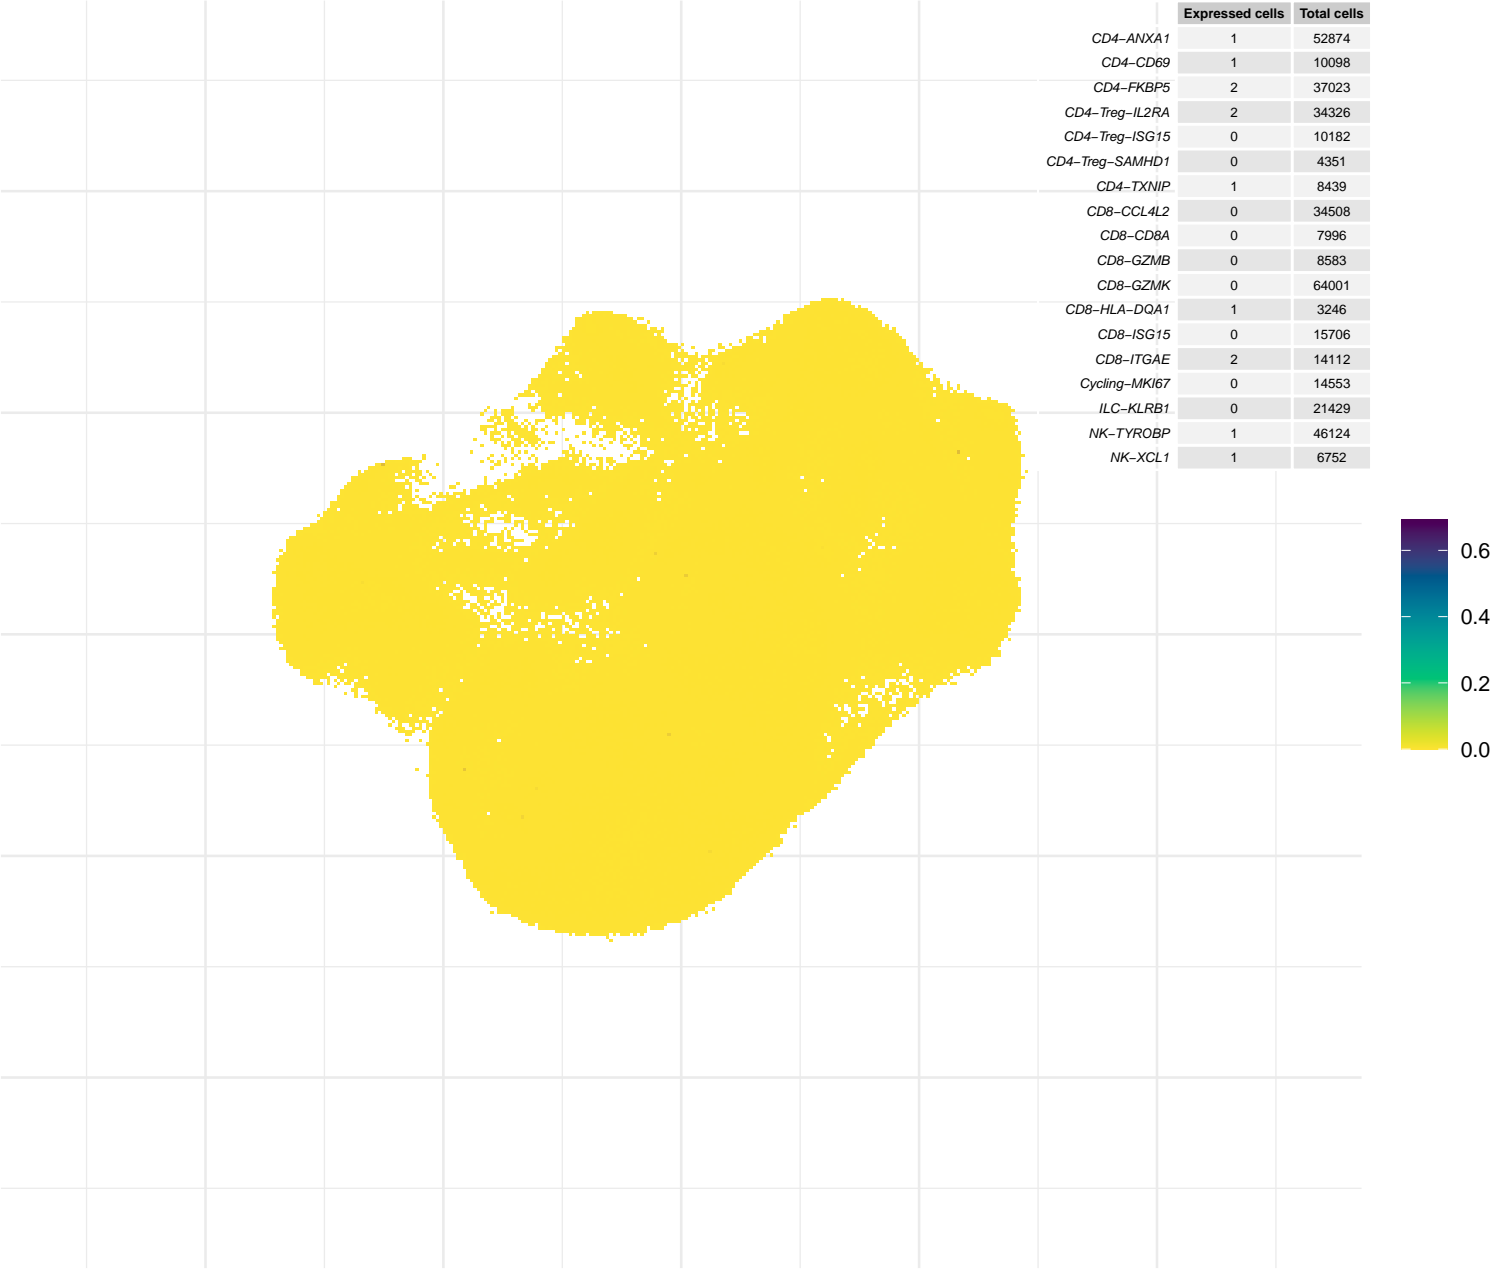 Expressed cells Total cells
CD4−ANXA1 1 52874
CD4−CD69 1 10098
CD4−FKBP5 2 37023
CD4−Treg−IL2RA 2 34326
CD4−Treg−ISG15 0 10182
CD4−Treg−SAMHD1 0 4351
CD4−TXNIP 1 8439
CD8−CCL4L2 0 34508
CD8−CD8A 0 7996
CD8−GZMB 0 8583
CD8−GZMK 0 64001
CD8−HLA−DQA1 1 3246
CD8−ISG15 0 15706
CD8−ITGAE 2 14112
Cycling−MKI67 0 14553
ILC−KLRB1 0 21429
NK−TYROBP 1 46124
NK−XCL1 1 6752
0.6
0.4
0.2
0.0